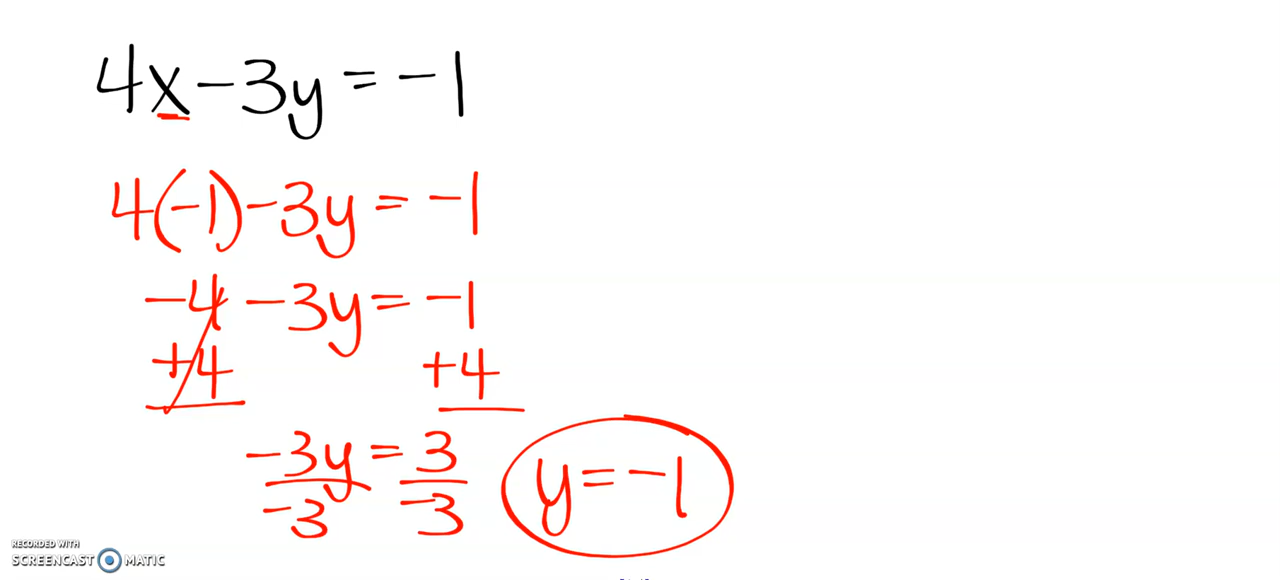 4x - 3y = -1
4(-1) - 3y = -1
-4 - 3y = -1
+4 +4
-3y = 3
-3 -3
y = -1
RECORDED WITH
SCREENCAST MATIC